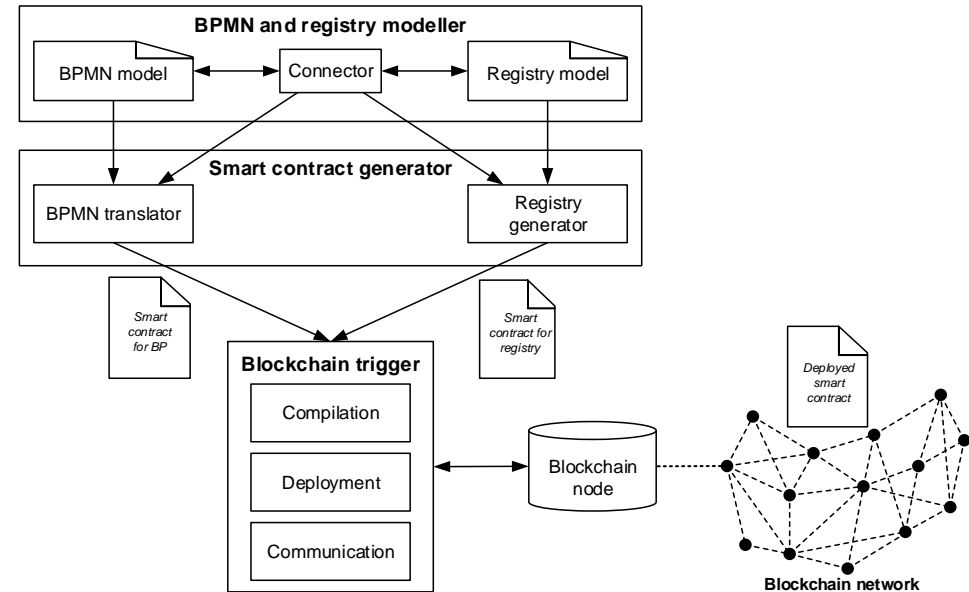 BPMN and registry modeller
BPMN model
Connector
Registry model
Smart contract generator
BPMN translator
Registry
generator
Smart
contract
for BP
Smart
contract for
registry
Blockchain trigger
Compilation
Deployment
Communication
Blockchain
node
Deployed
smart
contract
Blockchain network